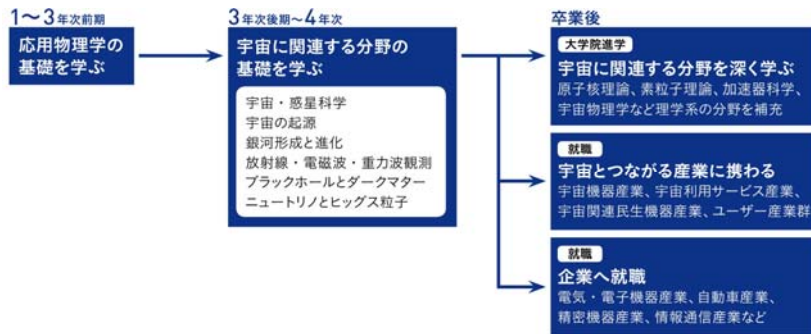 1～3年次前期
応用物理学の
基礎を学ぶ
3年次後期～4年次
宇宙に関連する分野の
基礎を学ぶ
宇宙・惑星科学
宇宙の起源
銀河形成と進化
放射線・電磁波・重力波観測
ブラックホールとダークマター
ニュートリノとヒッグス粒子
卒業後
大学院進学
宇宙に関連する分野を深く学ぶ
原子核理論、素粒子理論、加速器科学、
宇宙物理学など理学系の分野を補充
就職
宇宙とつながる産業に携わる
宇宙機器産業、宇宙利用サービス産業、
宇宙関連民生機器産業、ユーザー産業群
就職
企業へ就職
電気・電子機器産業、自動車産業、
精密機器産業、情報通信産業など